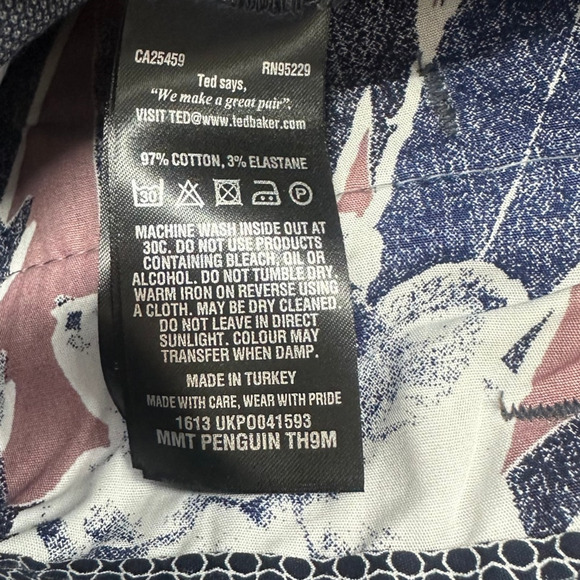 CA25459 RN95229
Ted says,
"We make a great pair".
VISIT TED@www.tedbaker.com
97% COTTON, 3% ELASTANE
30 P
MACHINE WASH INSIDE OUT AT
30C. DO NOT USE PRODUCTS
CONTAINING BLEACH, OIL OR
ALCOHOL. DO NOT TUMBLE DRY.
WARM IRON ON REVERSE USING
A CLOTH. MAY BE DRY CLEANED.
DO NOT LEAVE IN DIRECT
SUNLIGHT. COLOUR MAY
TRANSFER WHEN DAMP.
MADE IN TURKEY
MADE WITH CARE, WEAR WITH PRIDE
1613 UKPO041593
MMT PENGUIN TH9M